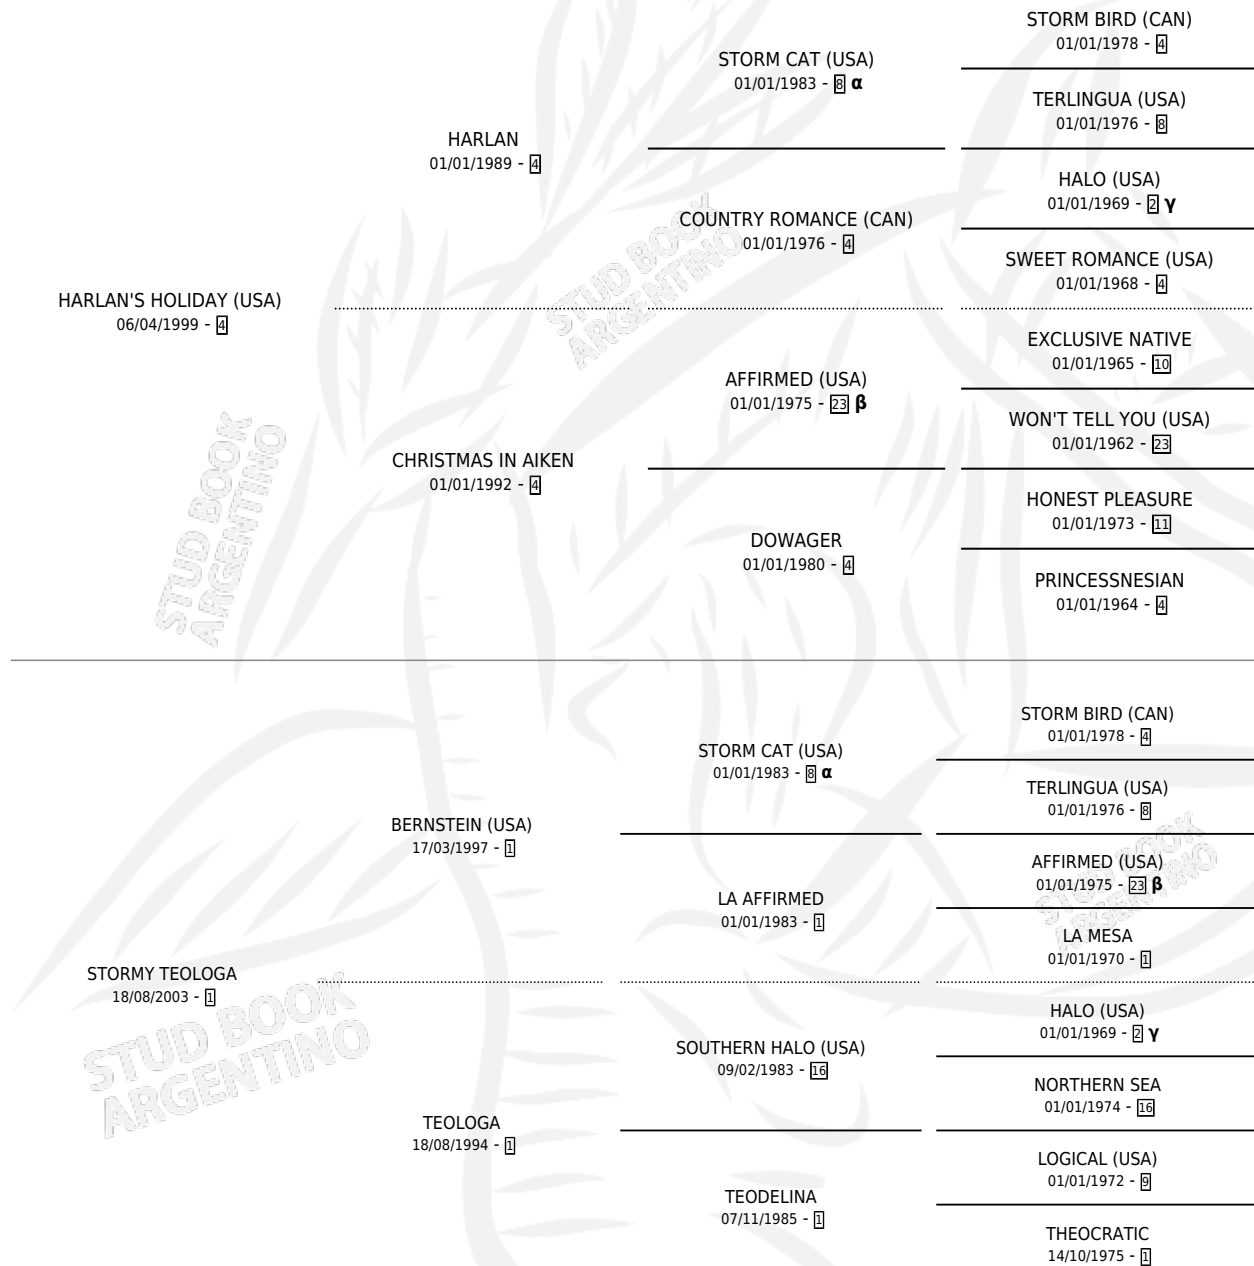 STORM BIRD (CAN)
01/01/1978 - 4
STORM CAT (USA)
01/01/1983 - 8 α
TERLINGUA (USA)
01/01/1976 - 8
HARLAN
01/01/1989 - 4
HALO (USA)
01/01/1969 - 2 γ
COUNTRY ROMANCE (CAN)
01/01/1976 - 4
SWEET ROMANCE (USA)
01/01/1968 - 4
HARLAN'S HOLIDAY (USA)
06/04/1999 - 4
EXCLUSIVE NATIVE
01/01/1965 - 10
AFFIRMED (USA)
01/01/1975 - 23 β
WON'T TELL YOU (USA)
01/01/1962 - 23
CHRISTMAS IN AIKEN
01/01/1992 - 4
HONEST PLEASURE
01/01/1973 - 11
DOWAGER
01/01/1980 - 4
PRINCESSNESIAN
01/01/1964 - 4
STORM BIRD (CAN)
01/01/1978 - 4
STORM CAT (USA)
01/01/1983 - 8 α
TERLINGUA (USA)
01/01/1976 - 8
BERNSTEIN (USA)
17/03/1997 - 1
AFFIRMED (USA)
01/01/1975 - 23 β
LA AFFIRMED
01/01/1983 - 1
LA MESA
01/01/1970 - 1
STORMY TEOLOGA
18/08/2003 - 1
HALO (USA)
01/01/1969 - 2 γ
SOUTHERN HALO (USA)
09/02/1983 - 16
NORTHERN SEA
01/01/1974 - 16
TEOLOGA
18/08/1994 - 1
LOGICAL (USA)
01/01/1972 - 9
TEODELINA
07/11/1985 - 1
THEOCRATIC
14/10/1975 - 1
STUD BOOK
ARGENTINO
STUD BOOK
ARGENTINO
STUD BOOK
ARGENTINO
STUD BOOK
ARGENTINO